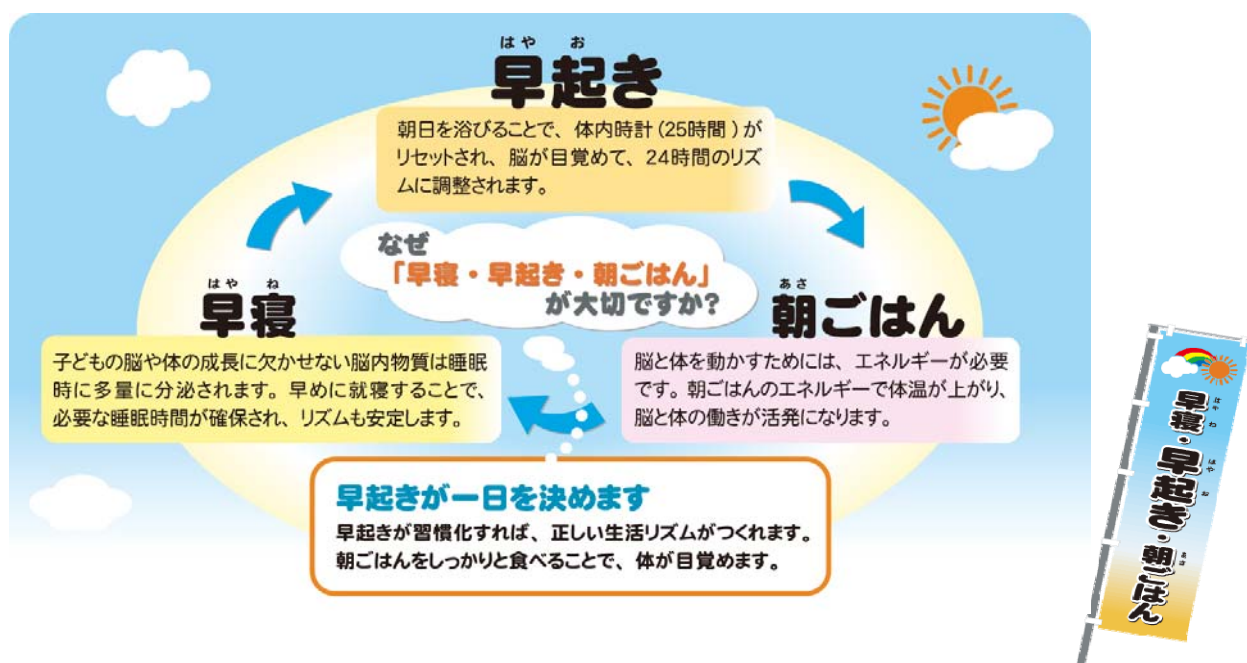 はや お
早起き
朝日を浴びることで、体内時計(25時間)が
リセットされ、脳が目覚めて、24時間のリズ
ムに調整されます。
なぜ
「早寝・早起き・朝ごはん」
が大切ですか?
はや ね
早寝
子どもの脳や体の成長に欠かせない脳内物質は睡眠
時に多量に分泌されます。早めに就寝することで、
必要な睡眠時間が確保され、リズムも安定します。
あさ
朝ごはん
脳と体を動かすためには、エネルギーが必要
です。朝ごはんのエネルギーで体温が上がり、
脳と体の働きが活発になります。
早起きが一日を決めます
早起きが習慣化すれば、正しい生活リズムがつくれます。
朝ごはんをしっかりと食べることで、体が目覚めます。
はや ね はや お あさ
早寝・早起き・朝ごはん